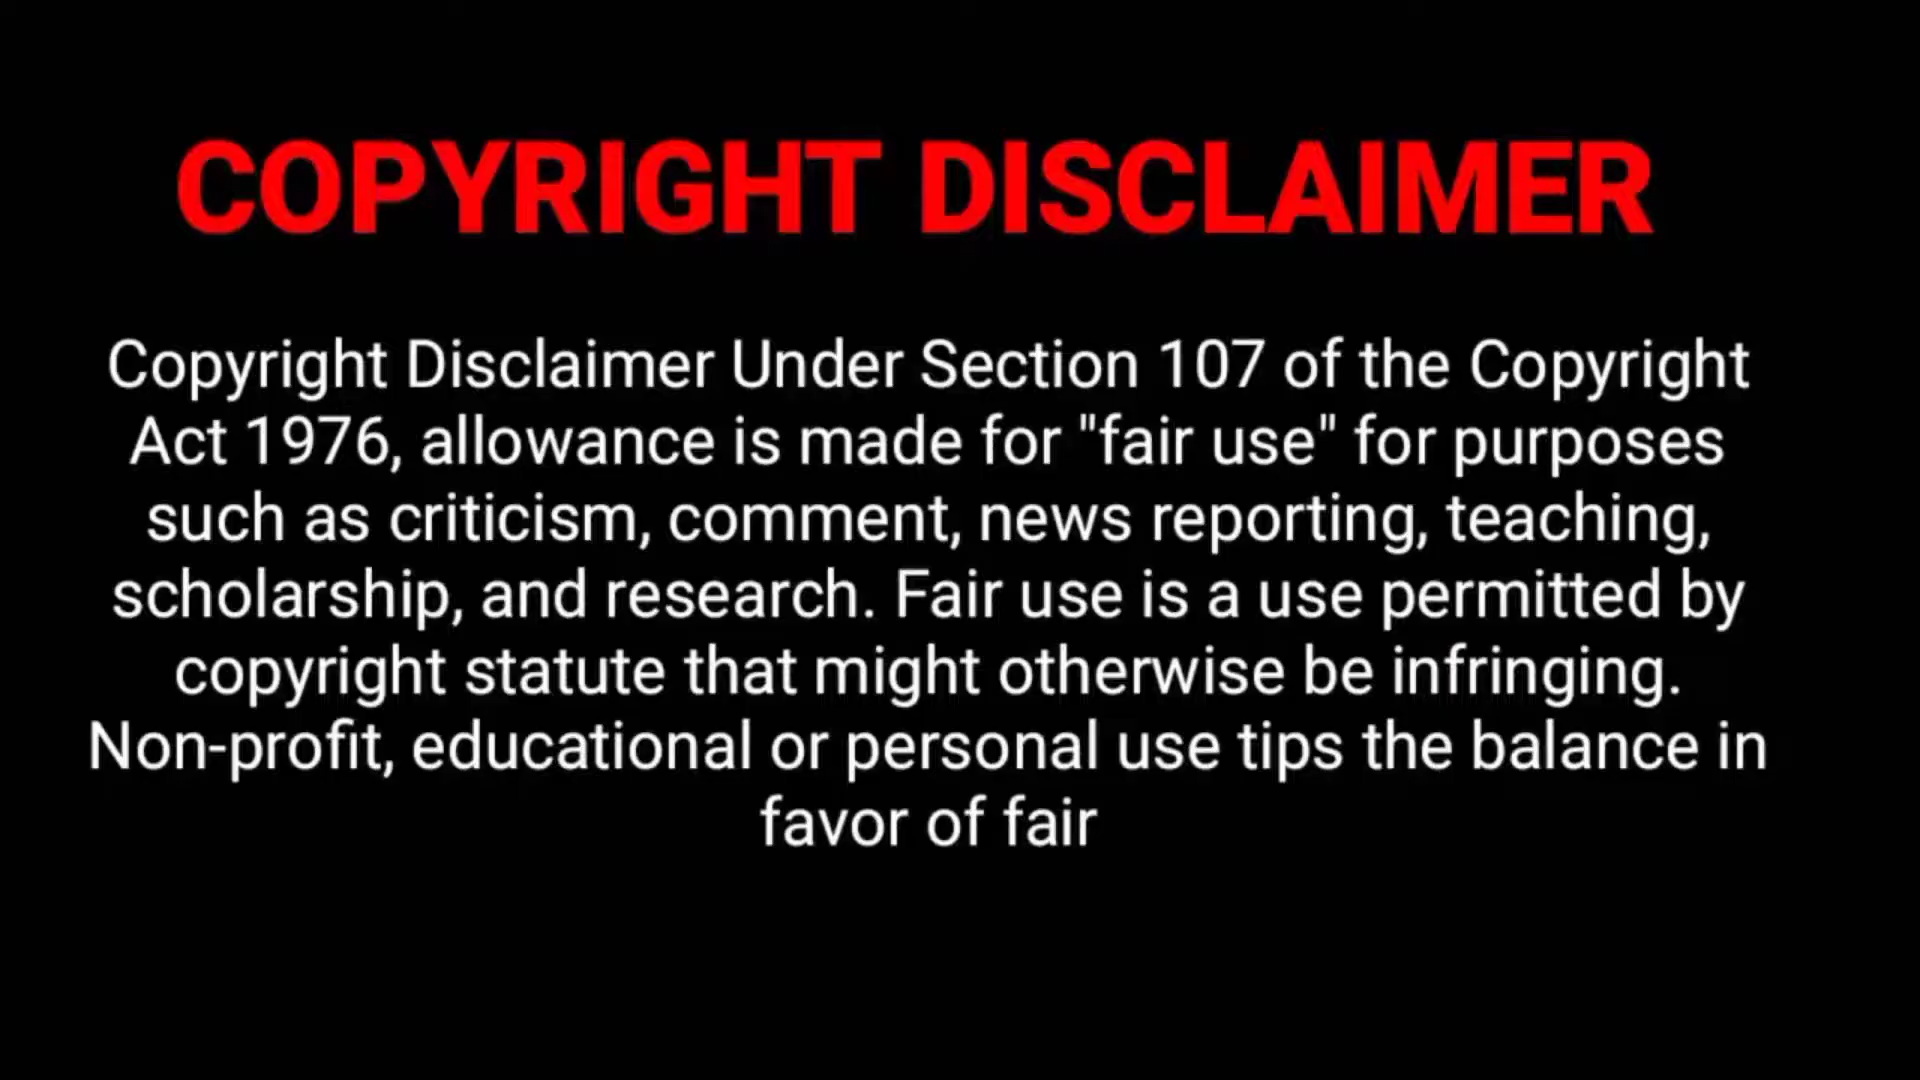 COPYRIGHT DISCLAIMER
Copyright Disclaimer Under Section 107 of the Copyright
Act 1976, allowance is made for "fair use" for purposes
such as criticism, comment, news reporting, teaching,
scholarship, and research. Fair use is a use permitted by
copyright statute that might otherwise be infringing.
Non-profit, educational or personal use tips the balance in
favor of fair